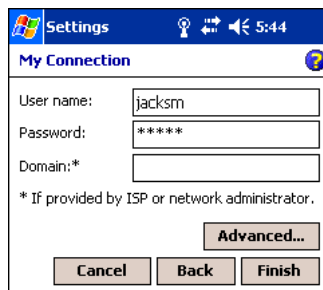 Settings 5:44
My Connection
User name: jacksm
Password: *****
Domain:*
* If provided by ISP or network administrator.
Advanced...
Cancel Back Finish